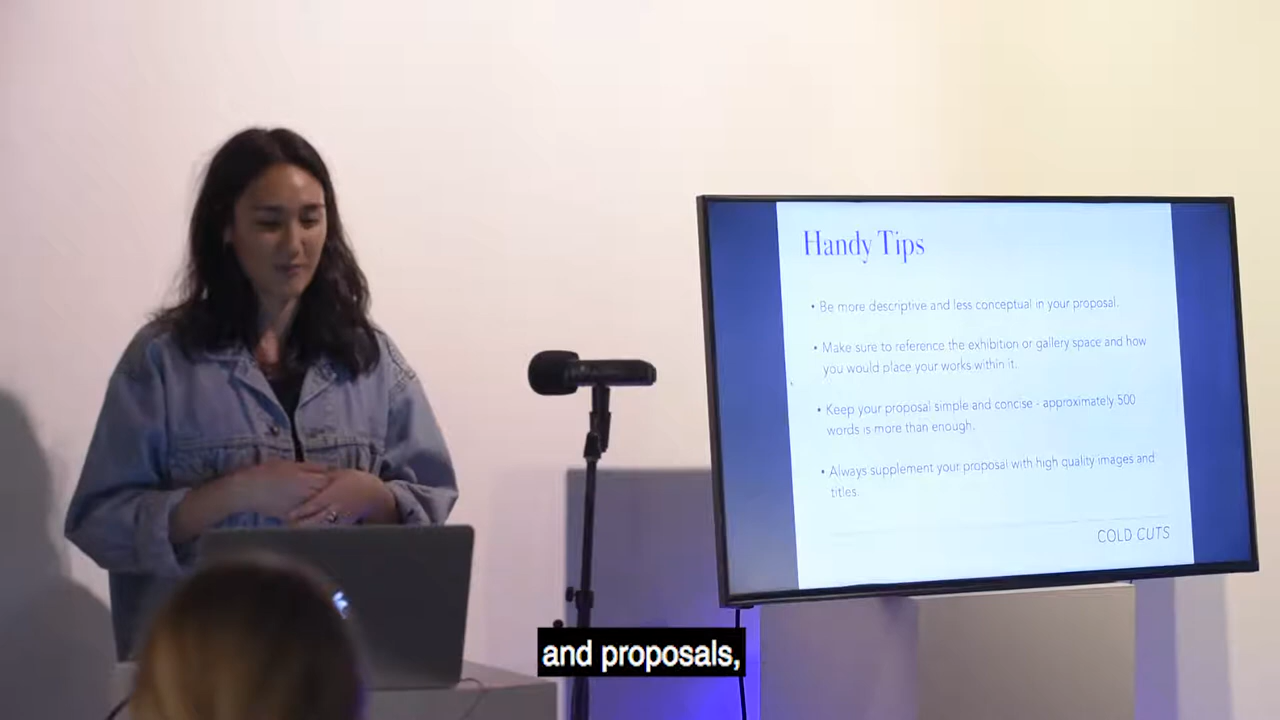 Handy Tips
• Be more descriptive and less conceptual in your proposal.
• Make sure to reference the exhibition or gallery space and how
you would place your works within it.
• Keep your proposal simple and concise - approximately 500
words is more than enough.
• Always supplement your proposal with high quality images and
titles.
COLD CUTS
and proposals,